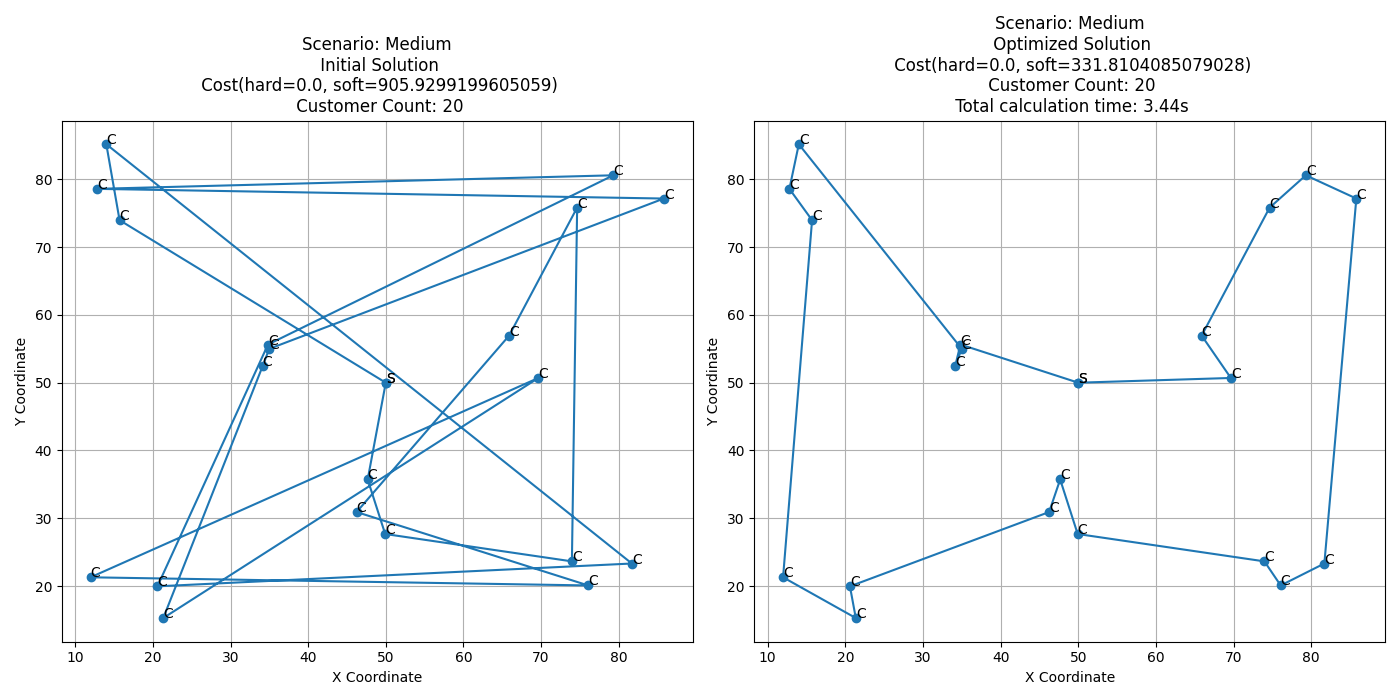 Scenario: Medium
Initial Solution
Cost(hard=0.0, soft=905.9299199605059)
Customer Count: 20
C
C
C
C
C
C
C
C
C
C
C
S
C
C
C
C
C
C
C
C
C
80
70
60
50
40
30
20
10
20
30
40
50
60
70
80
Y Coordinate
X Coordinate
Scenario: Medium
Optimized Solution
Cost(hard=0.0, soft=331.8104085079028)
Customer Count: 20
Total calculation time: 3.44s
C
C
C
C
C
C
C
C
C
C
C
S
C
C
C
C
C
C
C
C
C
80
70
60
50
40
30
20
10
20
30
40
50
60
70
80
Y Coordinate
X Coordinate